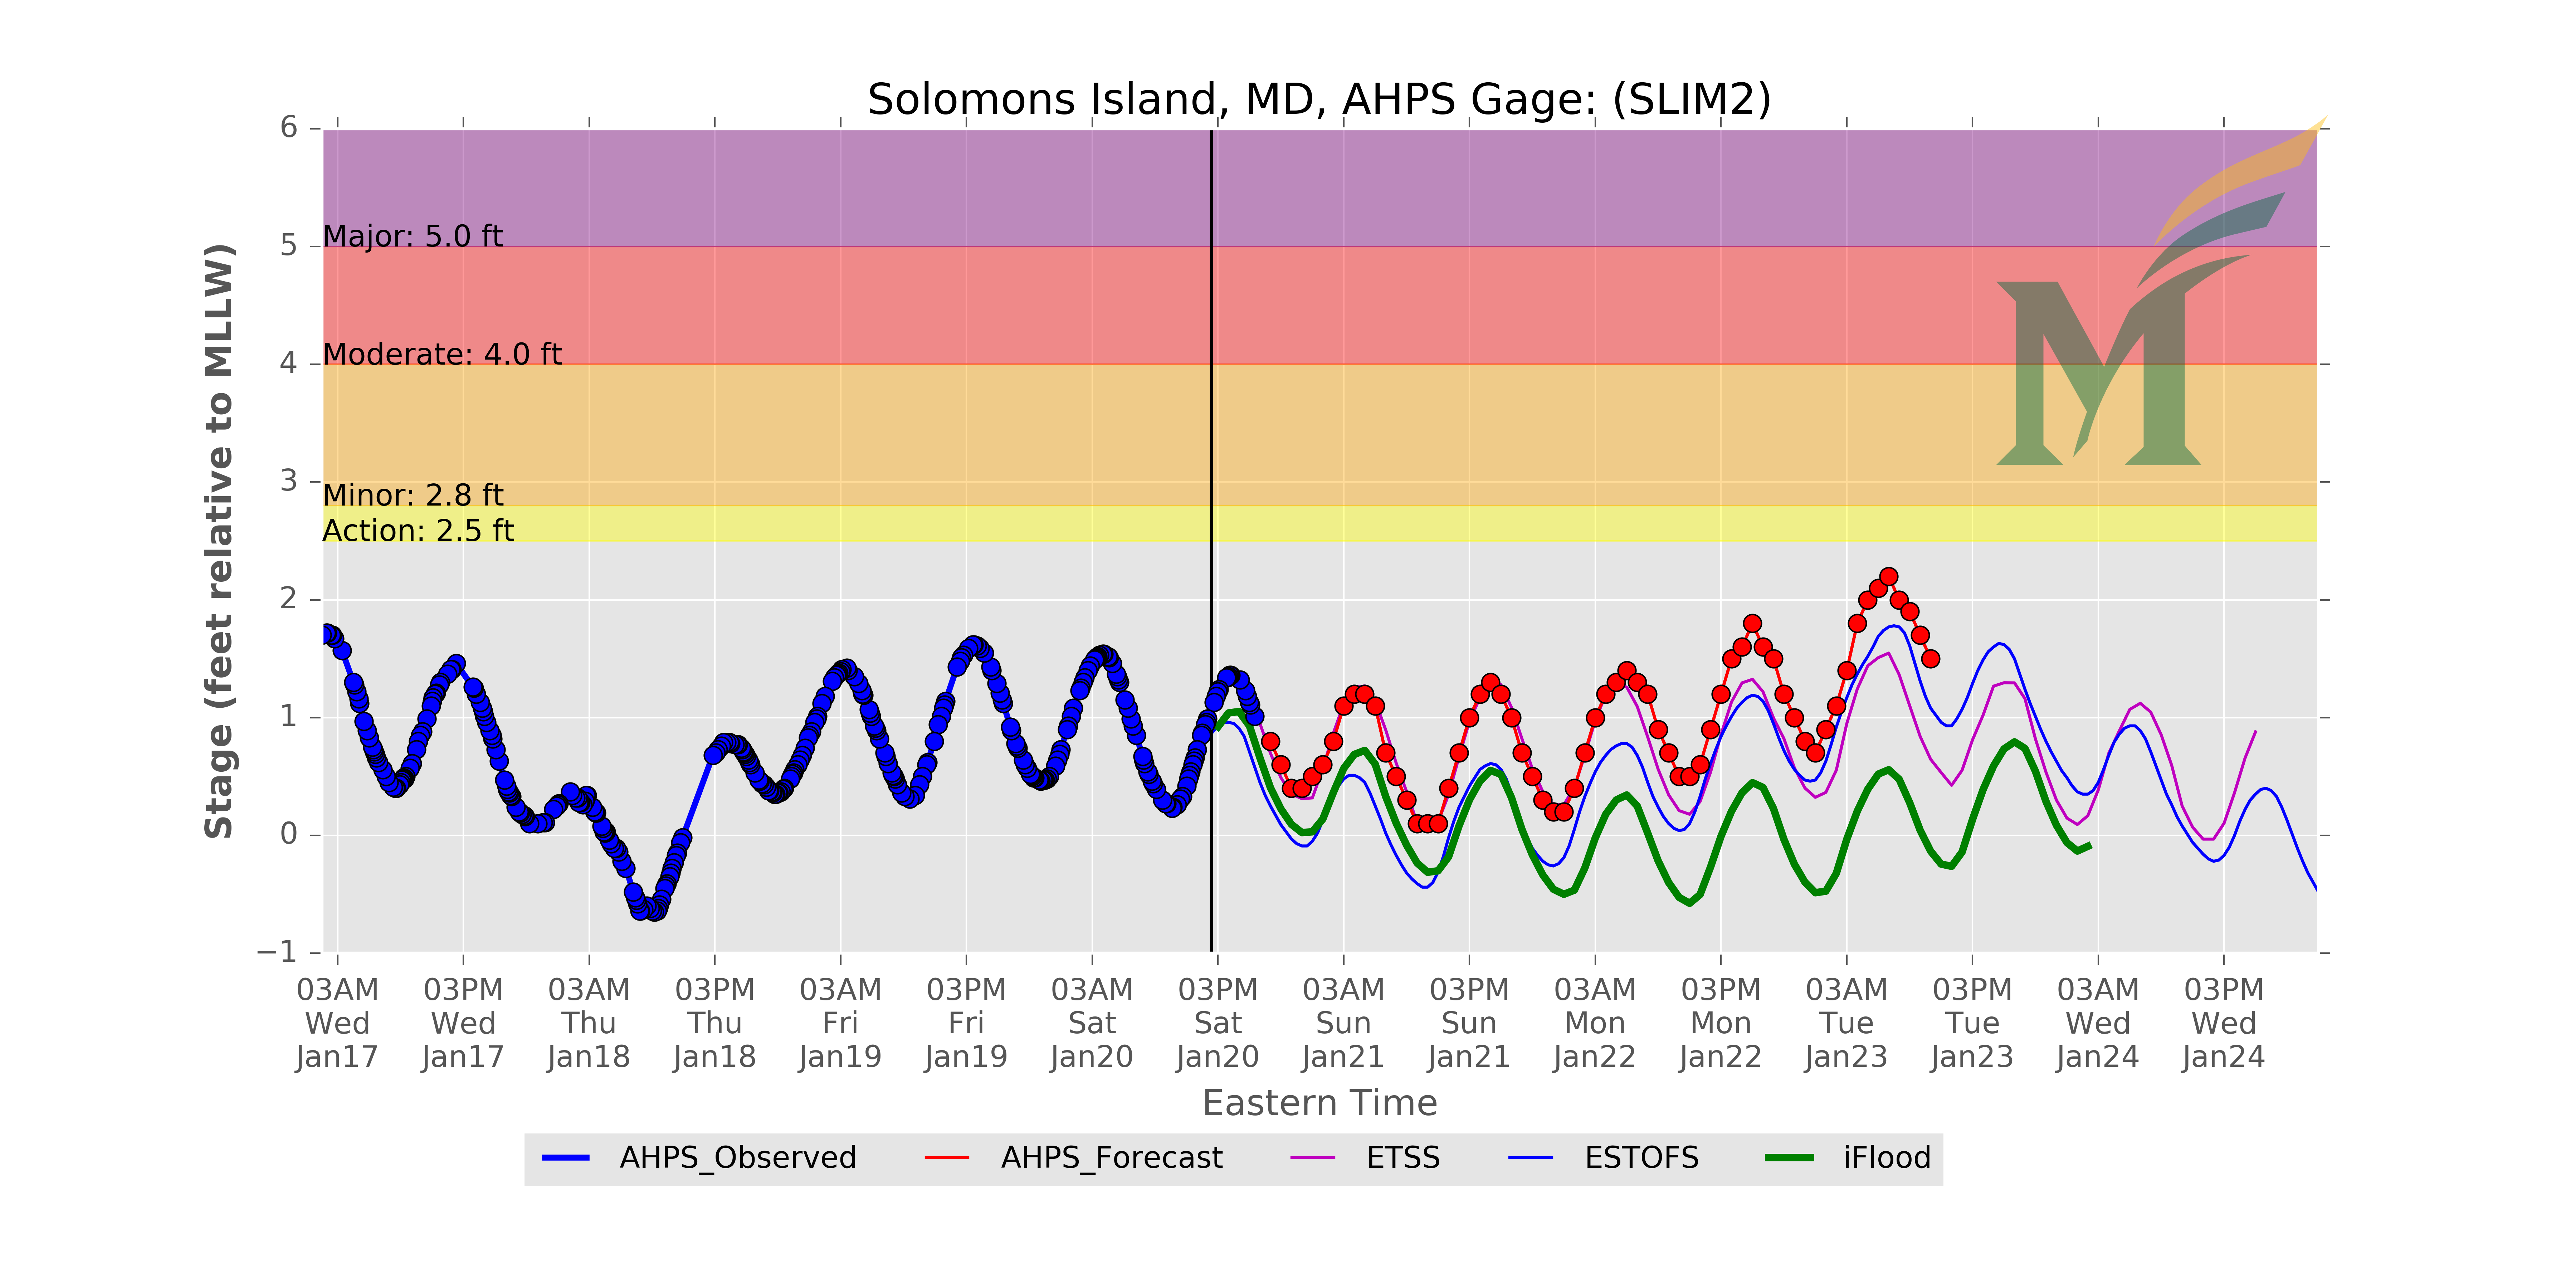 Solomons Island, MD, AHPS Gage: (SLIM2)
Stage (feet relative to MLLW)
6
5
4
3
2
1
0
−1
Major: 5.0 ft
Moderate: 4.0 ft
Minor: 2.8 ft
Action: 2.5 ft
M
03AM 03PM 03AM 03PM 03AM 03PM 03AM 03PM 03AM 03PM 03AM 03PM 03AM 03PM 03AM 03PM
Wed Wed Thu Thu Fri Fri Sat Sat Sun Sun Mon Mon Tue Tue Wed Wed
Jan17 Jan17 Jan18 Jan18 Jan19 Jan19 Jan20 Jan20 Jan21 Jan21 Jan22 Jan22 Jan23 Jan23 Jan24 Jan24
Eastern Time
AHPS_Observed AHPS_Forecast ETSS ESTOFS iFlood